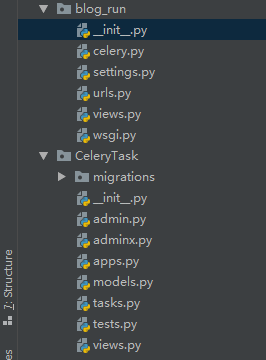 blog_run
__init__.py
celery.py
settings.py
urls.py
views.py
wsgi.py
CeleryTask
migrations
__init__.py
admin.py
adminx.py
apps.py
models.py
tasks.py
tests.py
views.py
7: Structure